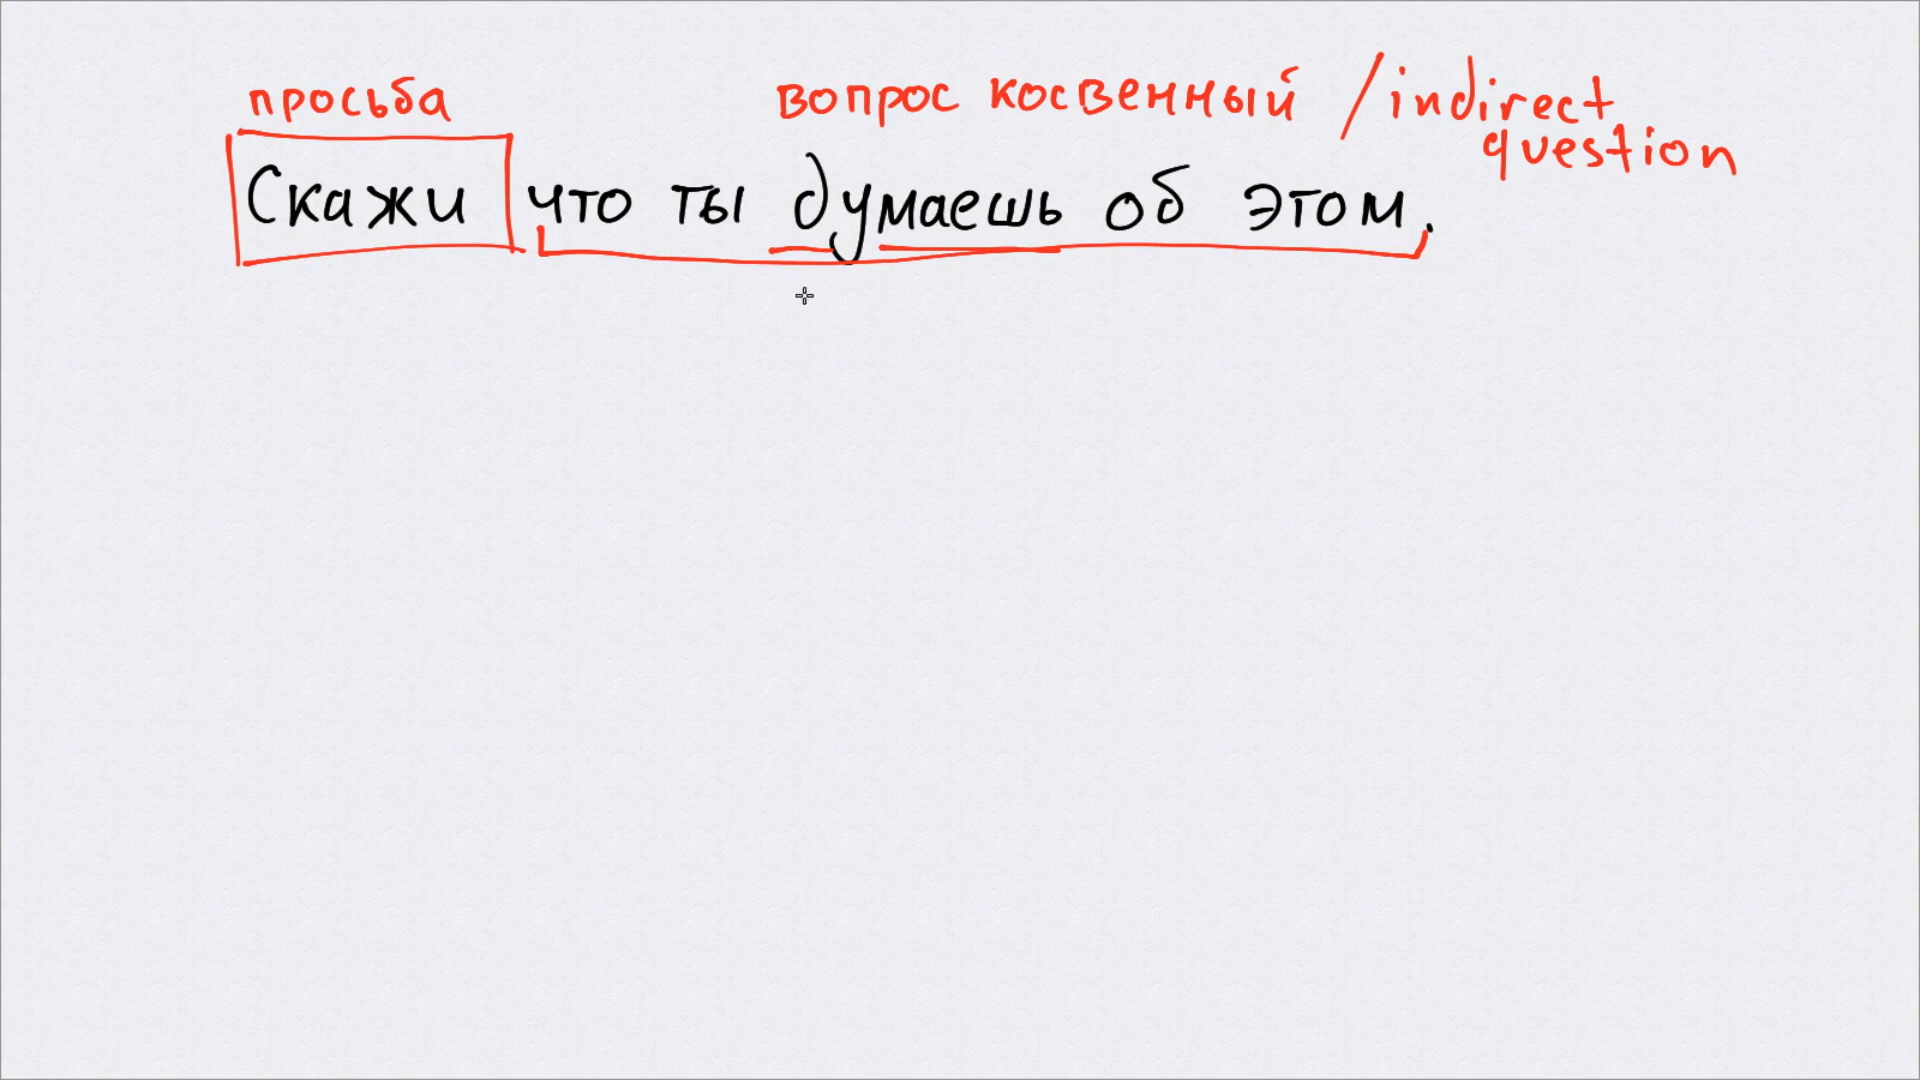 просьба вопрос косвенный / indirect
question
Скажи что ты думаешь об этом.